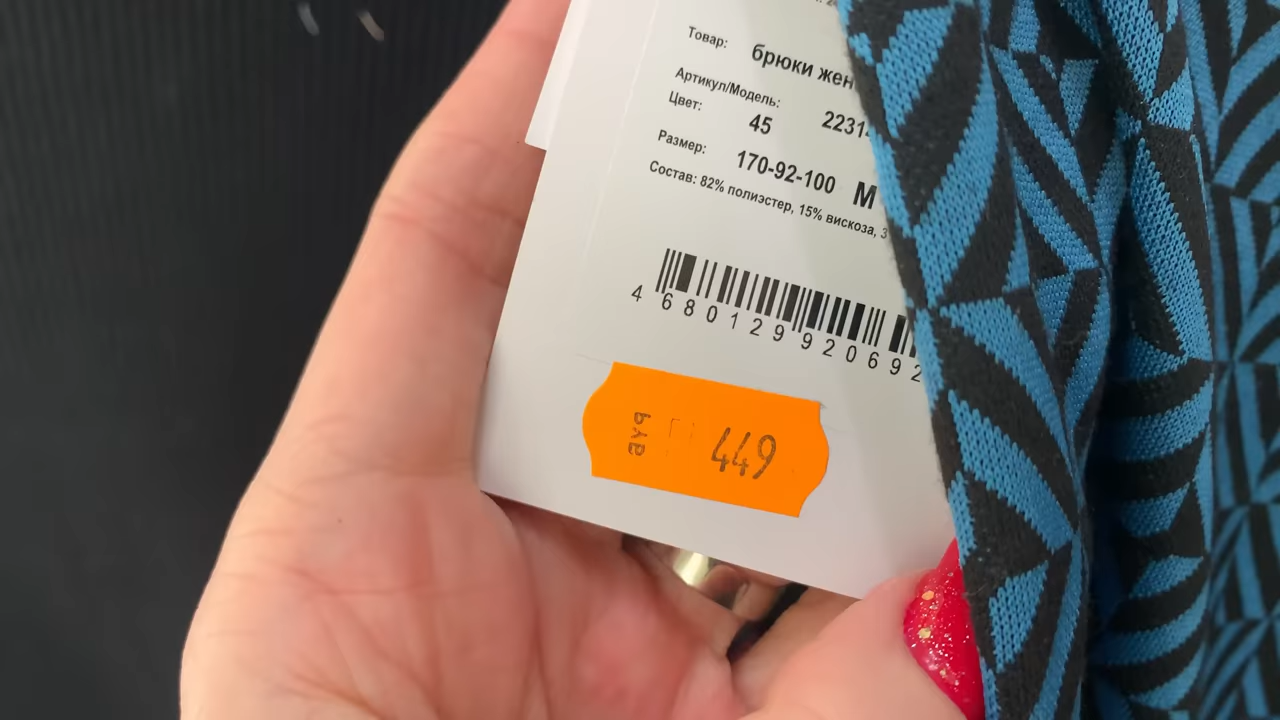 Товар: брюки жен
Артикул/Модель: 2231
Цвет: 45
Размер: 170-92-100 M
Состав: 82% полиэстер, 15% вискоза, 3
4 680129 920692
449